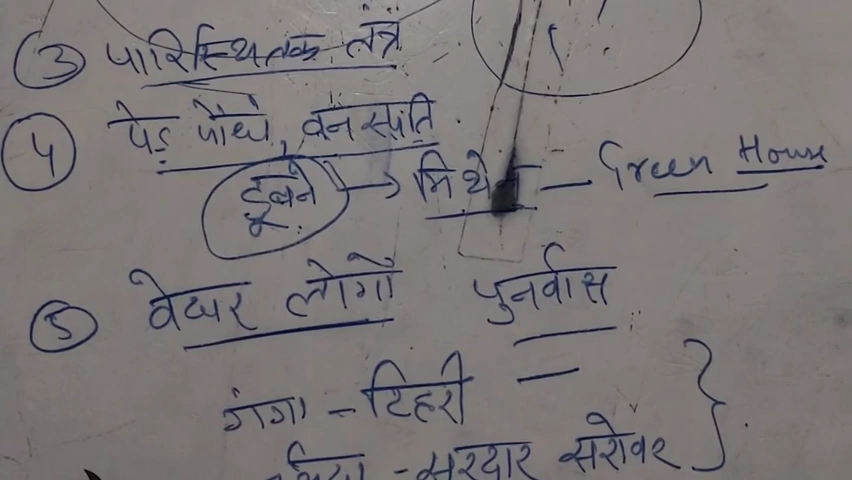 ③ पारिस्थितिक तंत्र
④ पेड़ पौधे, वनस्पति
डूबने → मिथेन — Green House
⑤ बेघर लोगों पुनर्वास
गंगा - टिहरी
- सरदार सरोवर